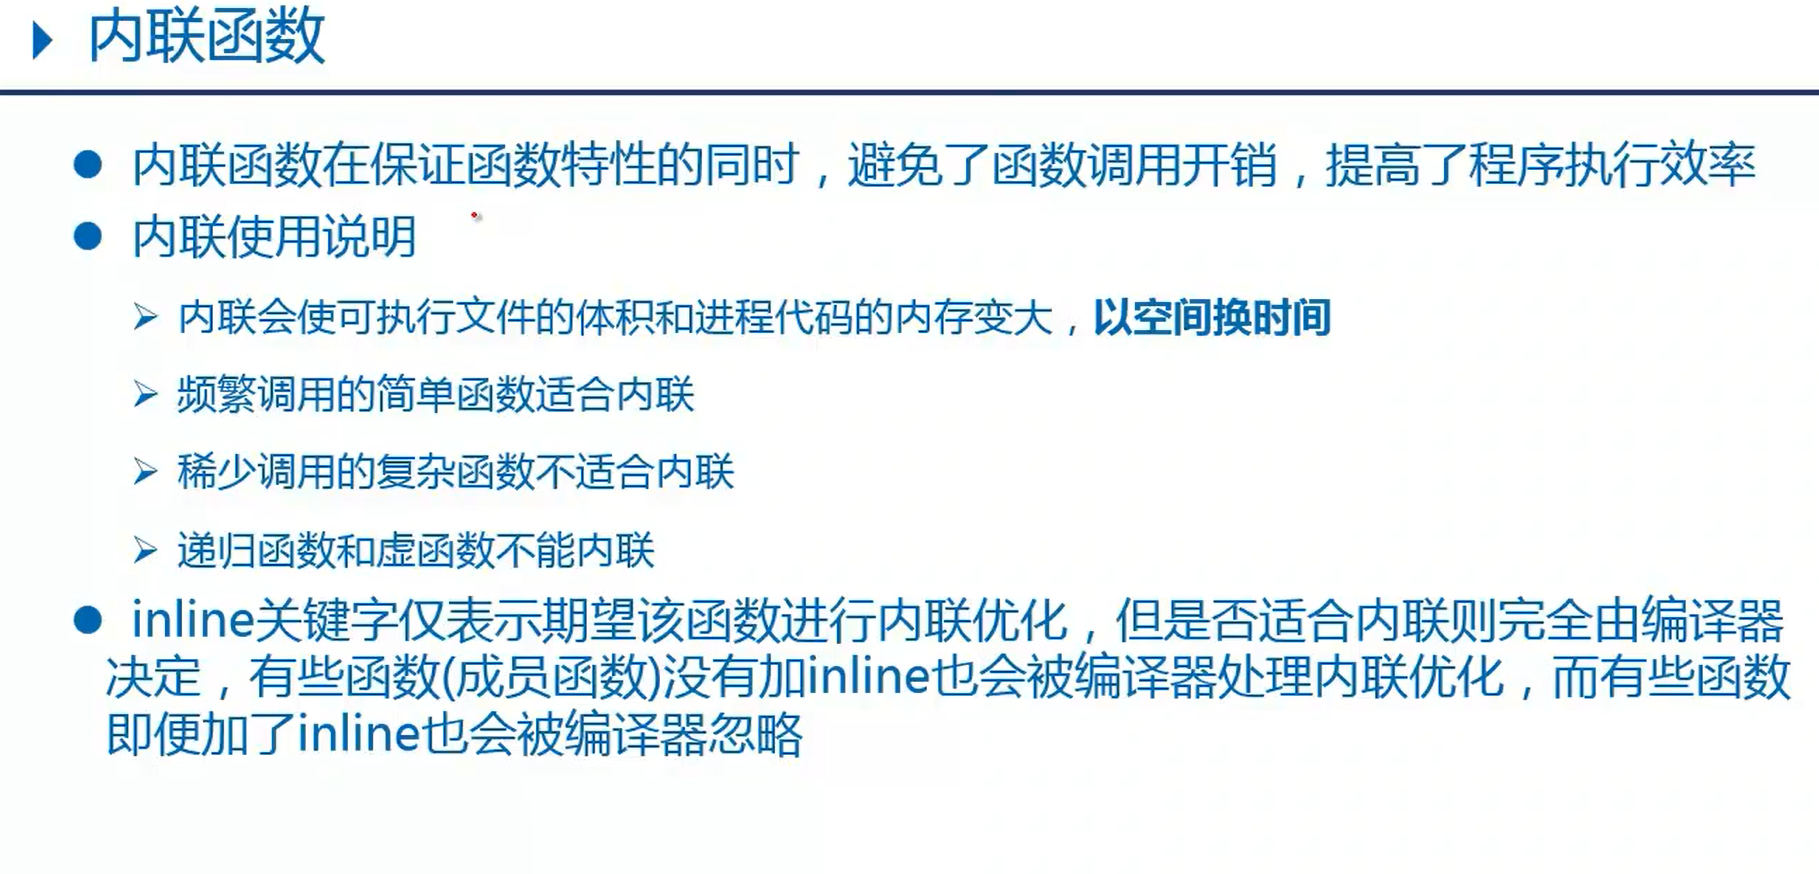 内联函数
内联函数在保证函数特性的同时，避免了函数调用开销，提高了程序执行效率
内联使用说明
内联会使可执行文件的体积和进程代码的内存变大，以空间换时间
频繁调用的简单函数适合内联
稀少调用的复杂函数不适合内联
递归函数和虚函数不能内联
inline关键字仅表示期望该函数进行内联优化，但是否适合内联则完全由编译器
决定，有些函数(成员函数)没有加inline也会被编译器处理内联优化，而有些函数
即便加了inline也会被编译器忽略